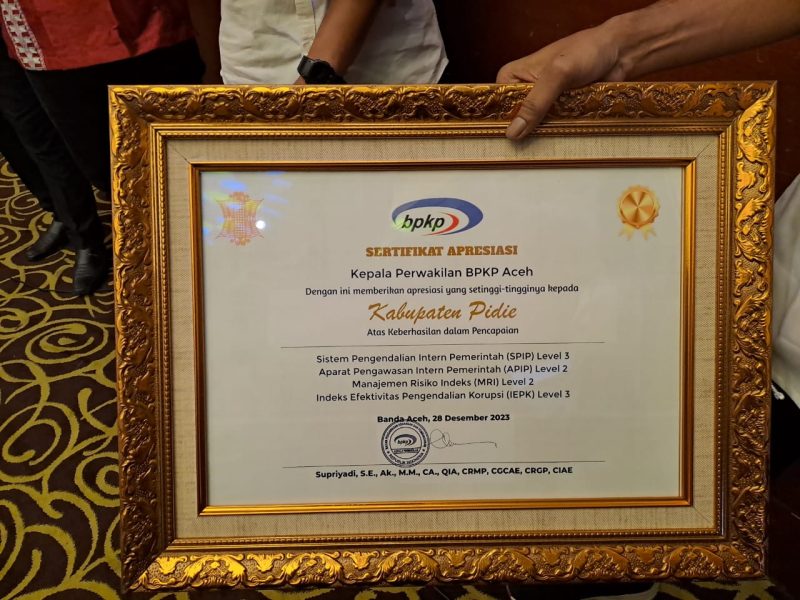 bpkp
SERTIFIKAT APRESIASI
Kepala Perwakilan BPKP Aceh
Dengan ini memberikan apresiasi yang setinggi-tingginya kepada
Kabupaten Pidie
Atas Keberhasilan dalam Pencapaian
Sistem Pengendalian Intern Pemerintah (SPIP) Level 3
Aparat Pengawasan Intern Pemerintah (APIP) Level 2
Manajemen Risiko Indeks (MRI) Level 2
Indeks Efektivitas Pengendalian Korupsi (IEPK) Level 3
Banda Aceh, 28 Desember 2023
bpkp
Supriyadi, S.E., Ak., M.M., CA., QIA, CRMP, CGCAE, CRGP, CIAE